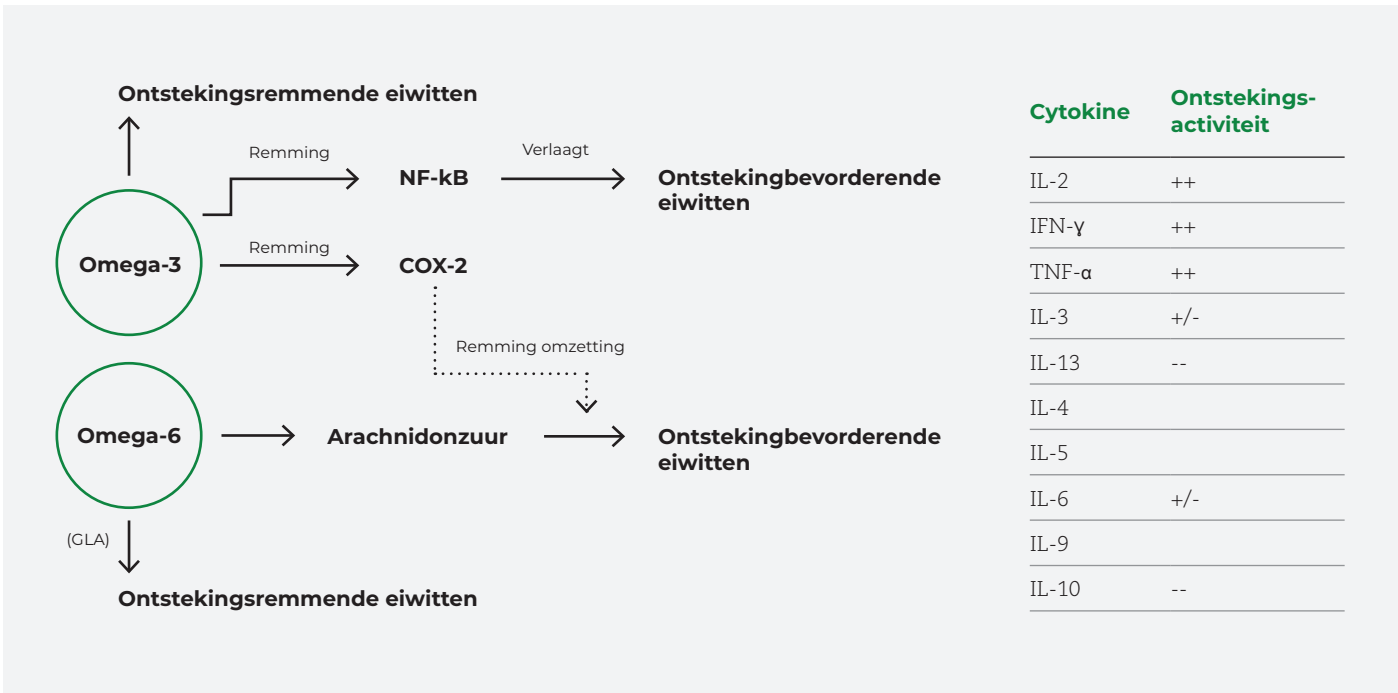 Ontstekingsremmende eiwitten
Remming
NF-kB
Verlaagt
Ontstekingbevorderende
eiwitten
Omega-3
Remming
COX-2
Remming omzetting
Omega-6
Arachnidonzuur
Ontstekingbevorderende
eiwitten
(GLA)
Ontstekingsremmende eiwitten
Cytokine
Ontstekings-
activiteit
IL-2 ++
IFN-ɣ ++
TNF-α ++
IL-3 +/-
IL-13 --
IL-4
IL-5
IL-6 +/-
IL-9
IL-10 --